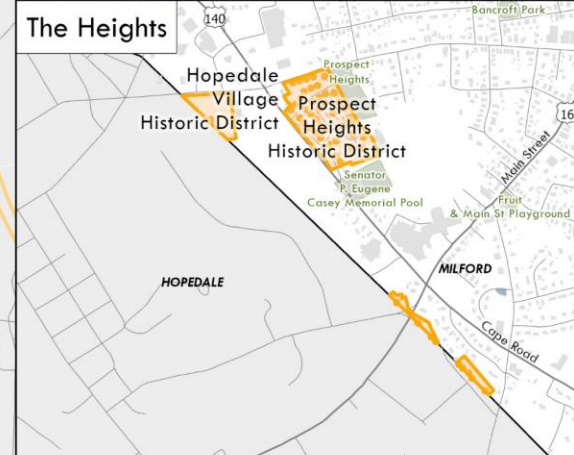 The Heights
140
Bancroft Park
Hopedale
Village
Historic District
Prospect
Heights
Prospect
Heights
Historic District
16
Main Street
Senator
P. Eugene
Casey Memorial Pool
Fruit
& Main St Playground
HOPEDALE
MILFORD
Cape Road